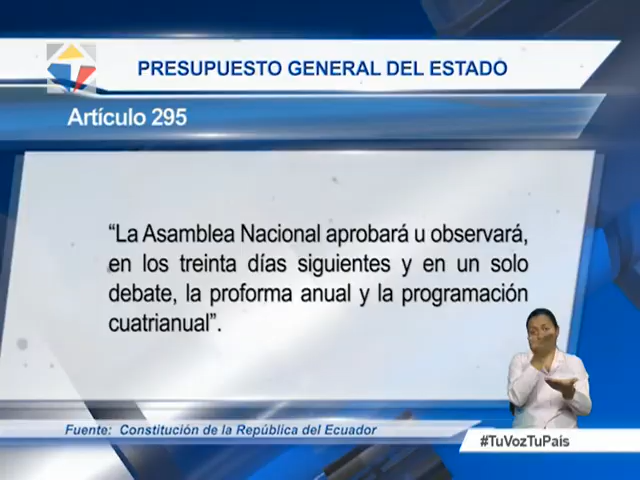 PRESUPUESTO GENERAL DEL ESTADO
Artículo 295
“La Asamblea Nacional aprobará u observará,
en los treinta días siguientes y en un solo
debate, la proforma anual y la programación
cuatrianual”.
Fuente: Constitución de la República del Ecuador
#TuVozTuPaís